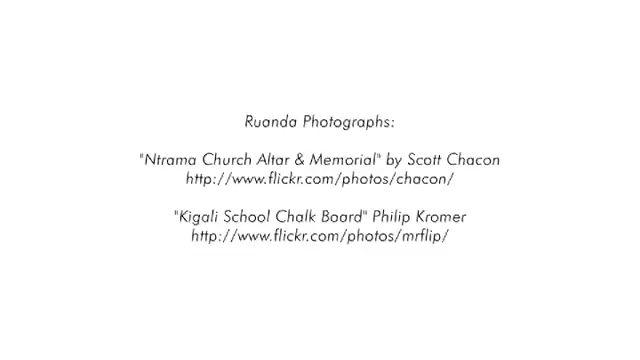 Ruanda Photographs:
"Ntrama Church Altar & Memorial" by Scott Chacon
http://www.flickr.com/photos/chacon/
"Kigali School Chalk Board" Philip Kromer
http://www.flickr.com/photos/mrflip/